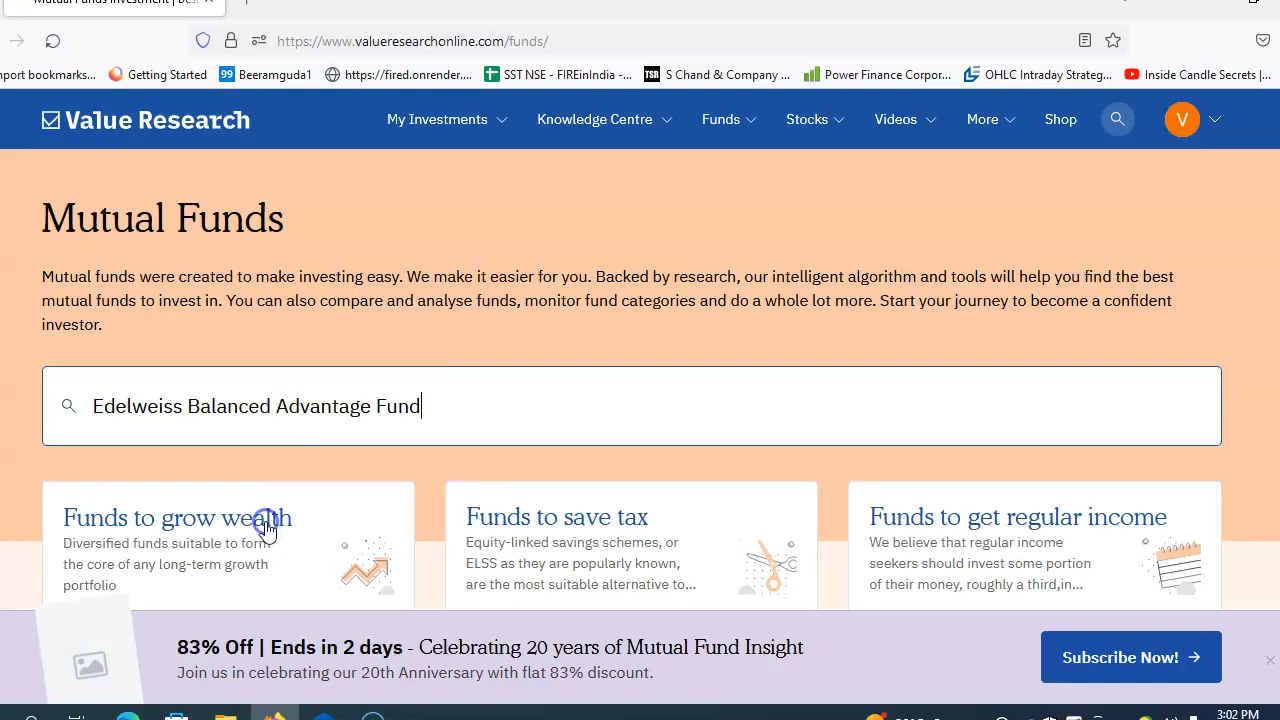 Mutual Funds Investment | Best
https://www.valueresearchonline.com/funds/
mport bookmarks... Getting Started 99 Beeramguda1 https://fired.onrender.... SST NSE - FIREinIndia -... TSR S Chand & Company ... Power Finance Corpor... OHLC Intraday Strateg... Inside Candle Secrets |...
Value Research My Investments Knowledge Centre Funds Stocks Videos More Shop V
Mutual Funds
Mutual funds were created to make investing easy. We make it easier for you. Backed by research, our intelligent algorithm and tools will help you find the best
mutual funds to invest in. You can also compare and analyse funds, monitor fund categories and do a whole lot more. Start your journey to become a confident
investor.
Edelweiss Balanced Advantage Fund
Funds to grow wealth
Diversified funds suitable to form
the core of any long-term growth
portfolio
Funds to save tax
Equity-linked savings schemes, or
ELSS as they are popularly known,
are the most suitable alternative to...
Funds to get regular income
We believe that regular income
seekers should invest some portion
of their money, roughly a third,in...
83% Off | Ends in 2 days - Celebrating 20 years of Mutual Fund Insight
Join us in celebrating our 20th Anniversary with flat 83% discount.
Subscribe Now!
3:02 PM